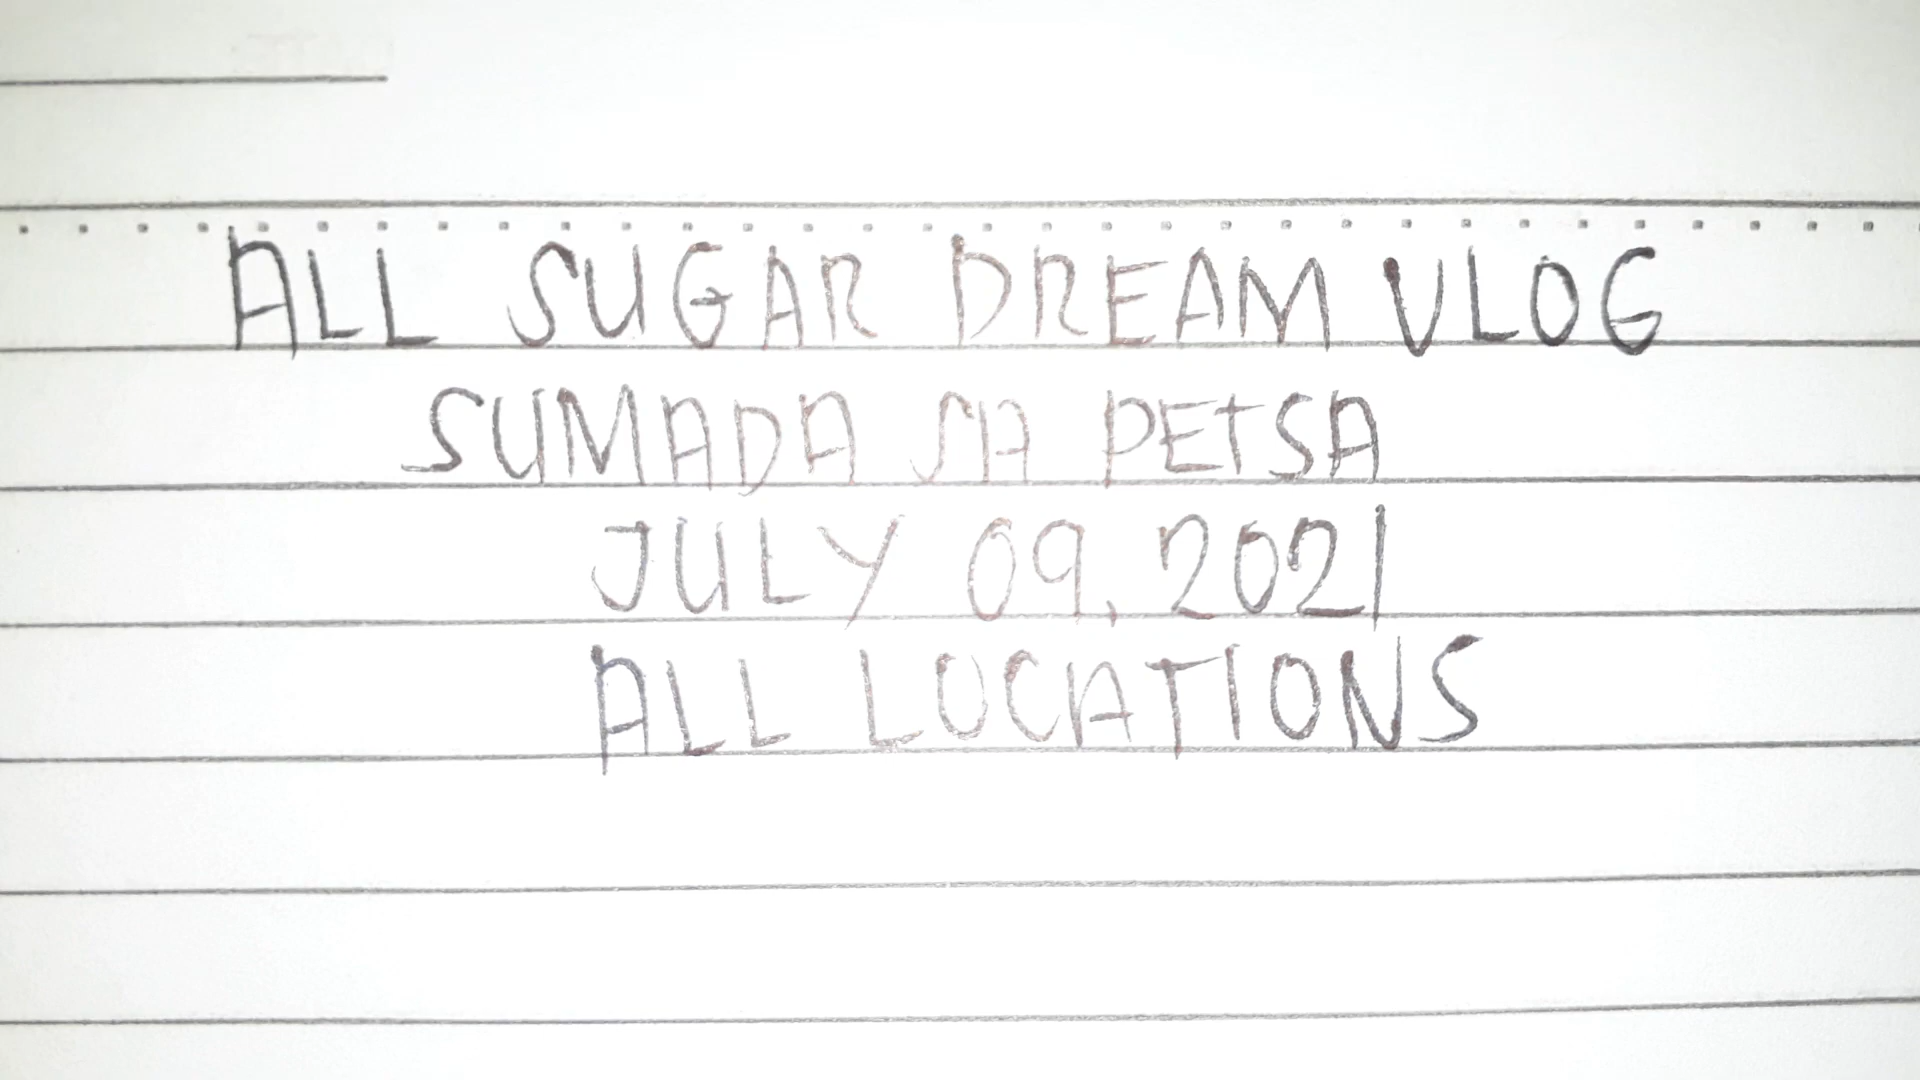 ALL SUGAR DREAM VLOG
SUMADA SA PETSA
JULY 09, 2021
ALL LOCATIONS